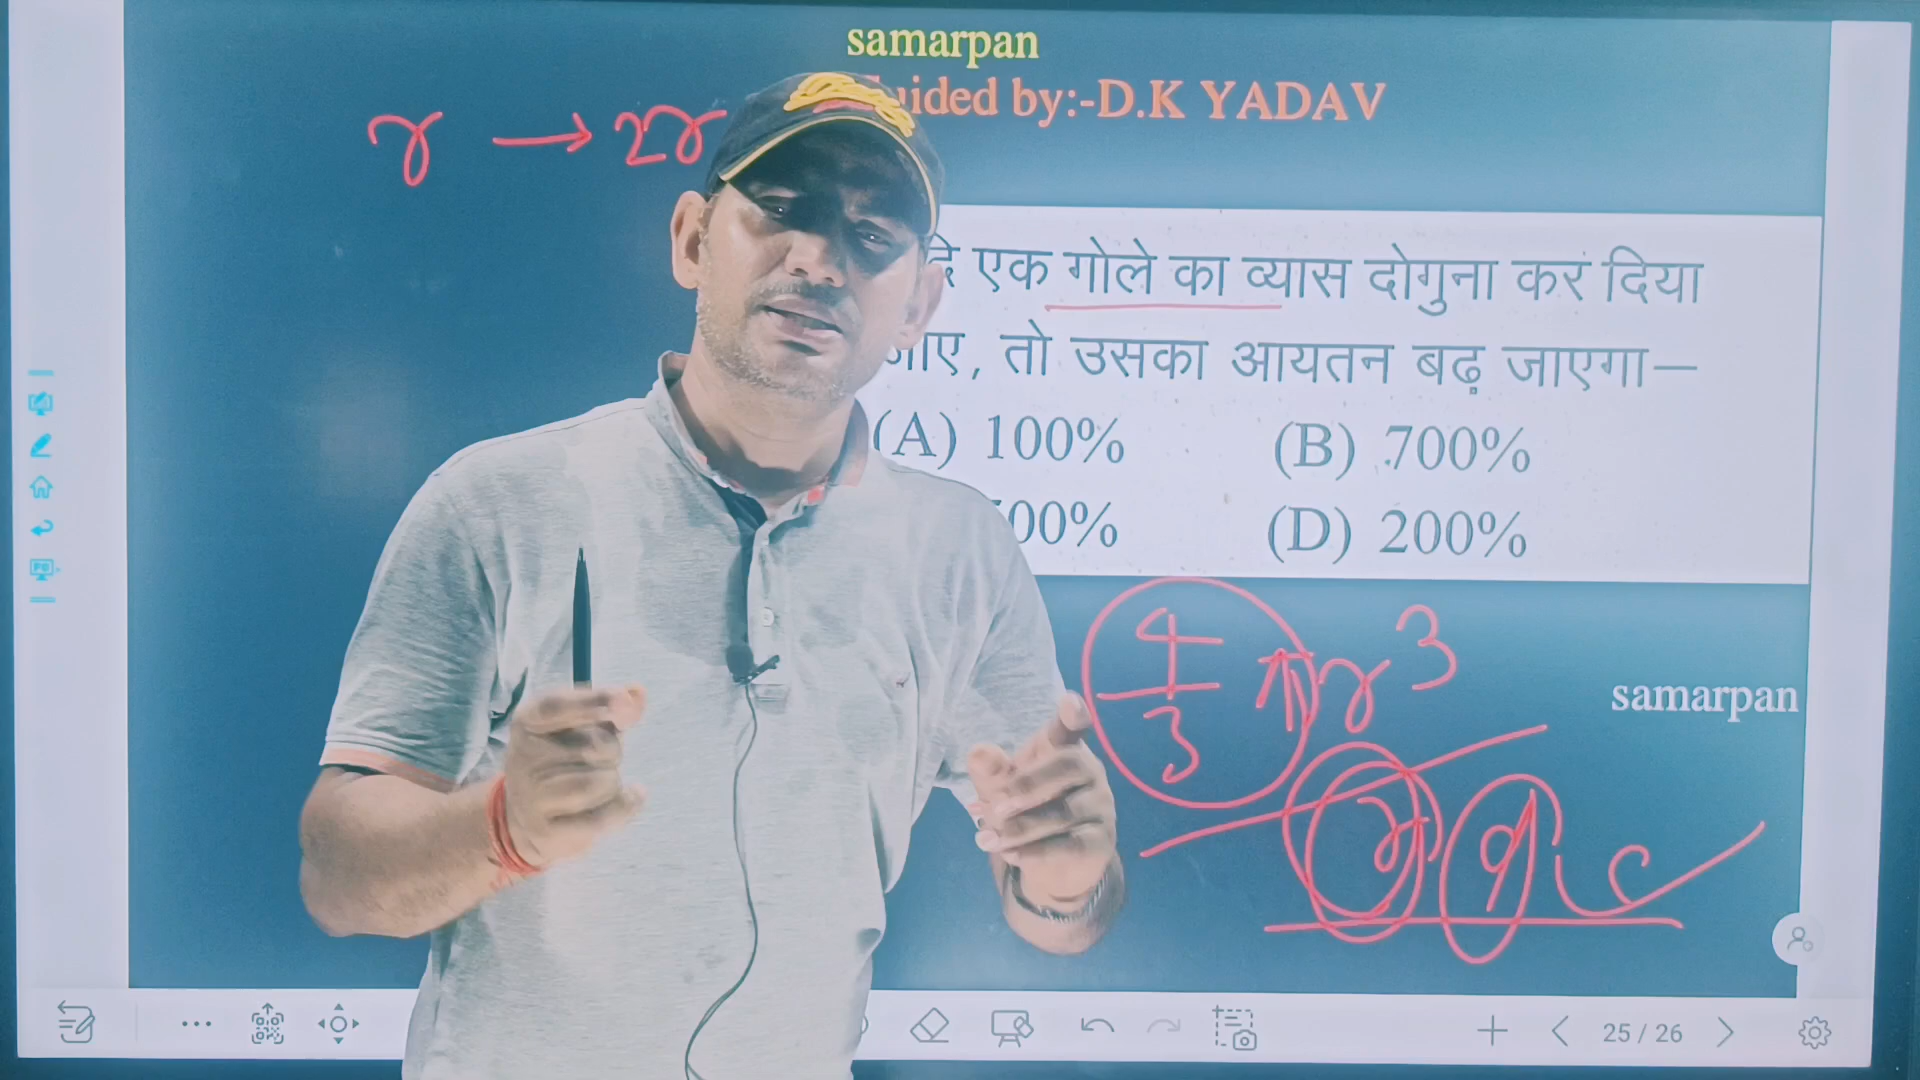 samarpan
uided by:-D.K YADAV
r → 2r
एक गोले का व्यास दोगुना कर दिया
जाए, तो उसका आयतन बढ़ जाएगा—
(A) 100% (B) 700%
00% (D) 200%
4/3 π r³
samarpan
25 / 26